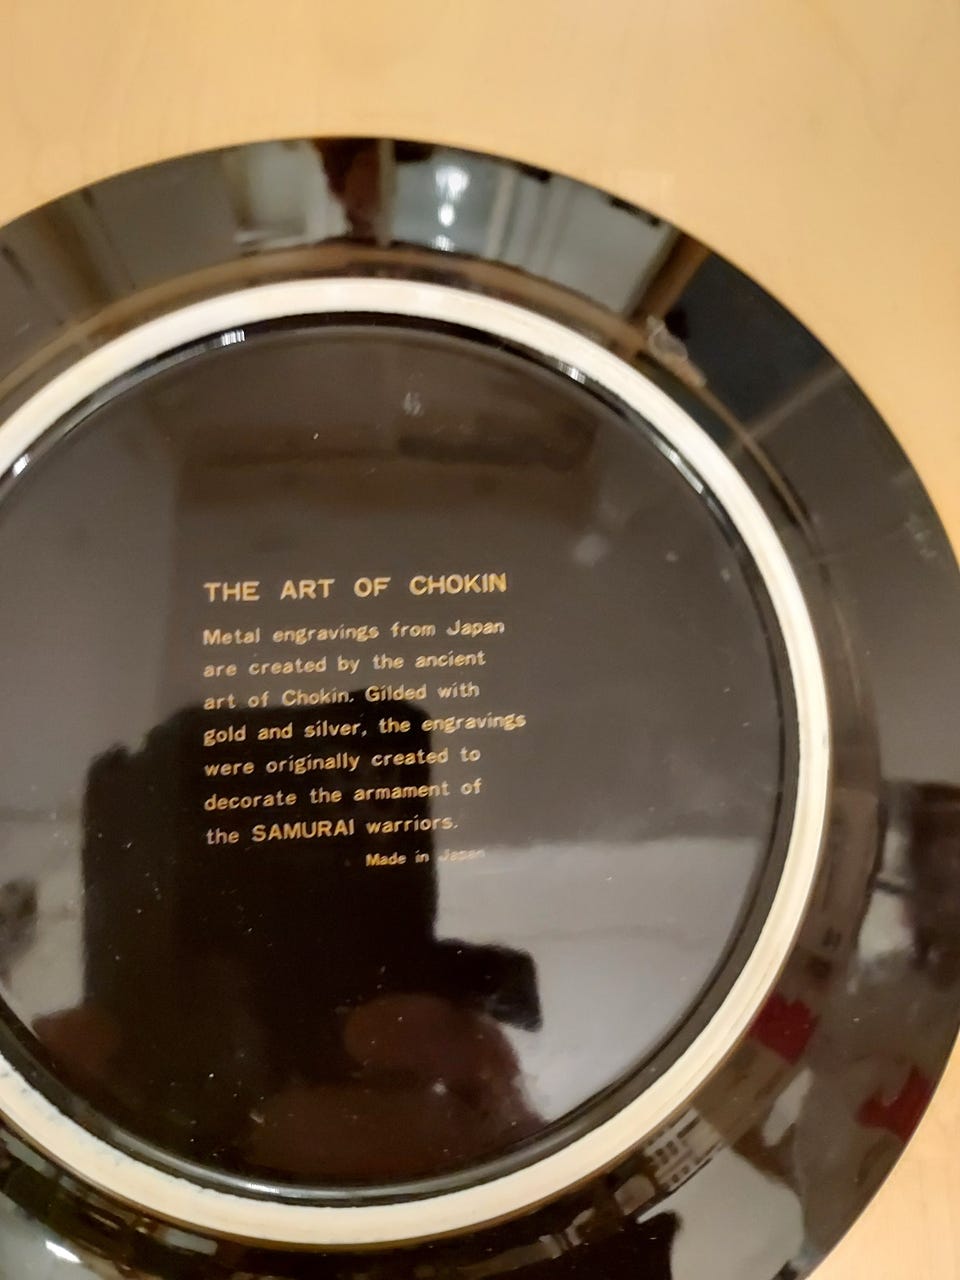 THE ART OF CHOKIN
Metal engravings from Japan
are created by the ancient
art of Chokin. Gilded with
gold and silver, the engravings
were originally created to
decorate the armament of
the SAMURAI warriors.
Made in Japan